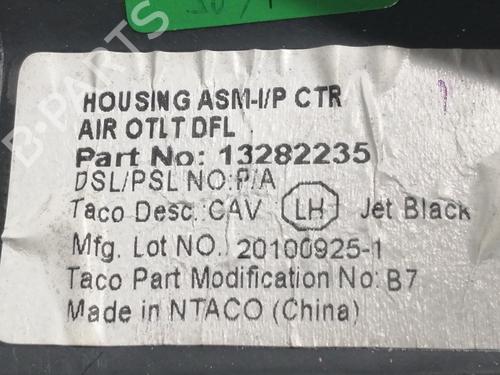 HOUSING ASM-I/P CTR
AIR OTLT DFL
Part No: 13282235
DSL/PSL NO:P/A
Taco Desc: CAV LH Jet Black
Mfg. Lot NO. 20100925-1
Taco Part Modification No: B7
Made in NTACO (China)
B-PARTS